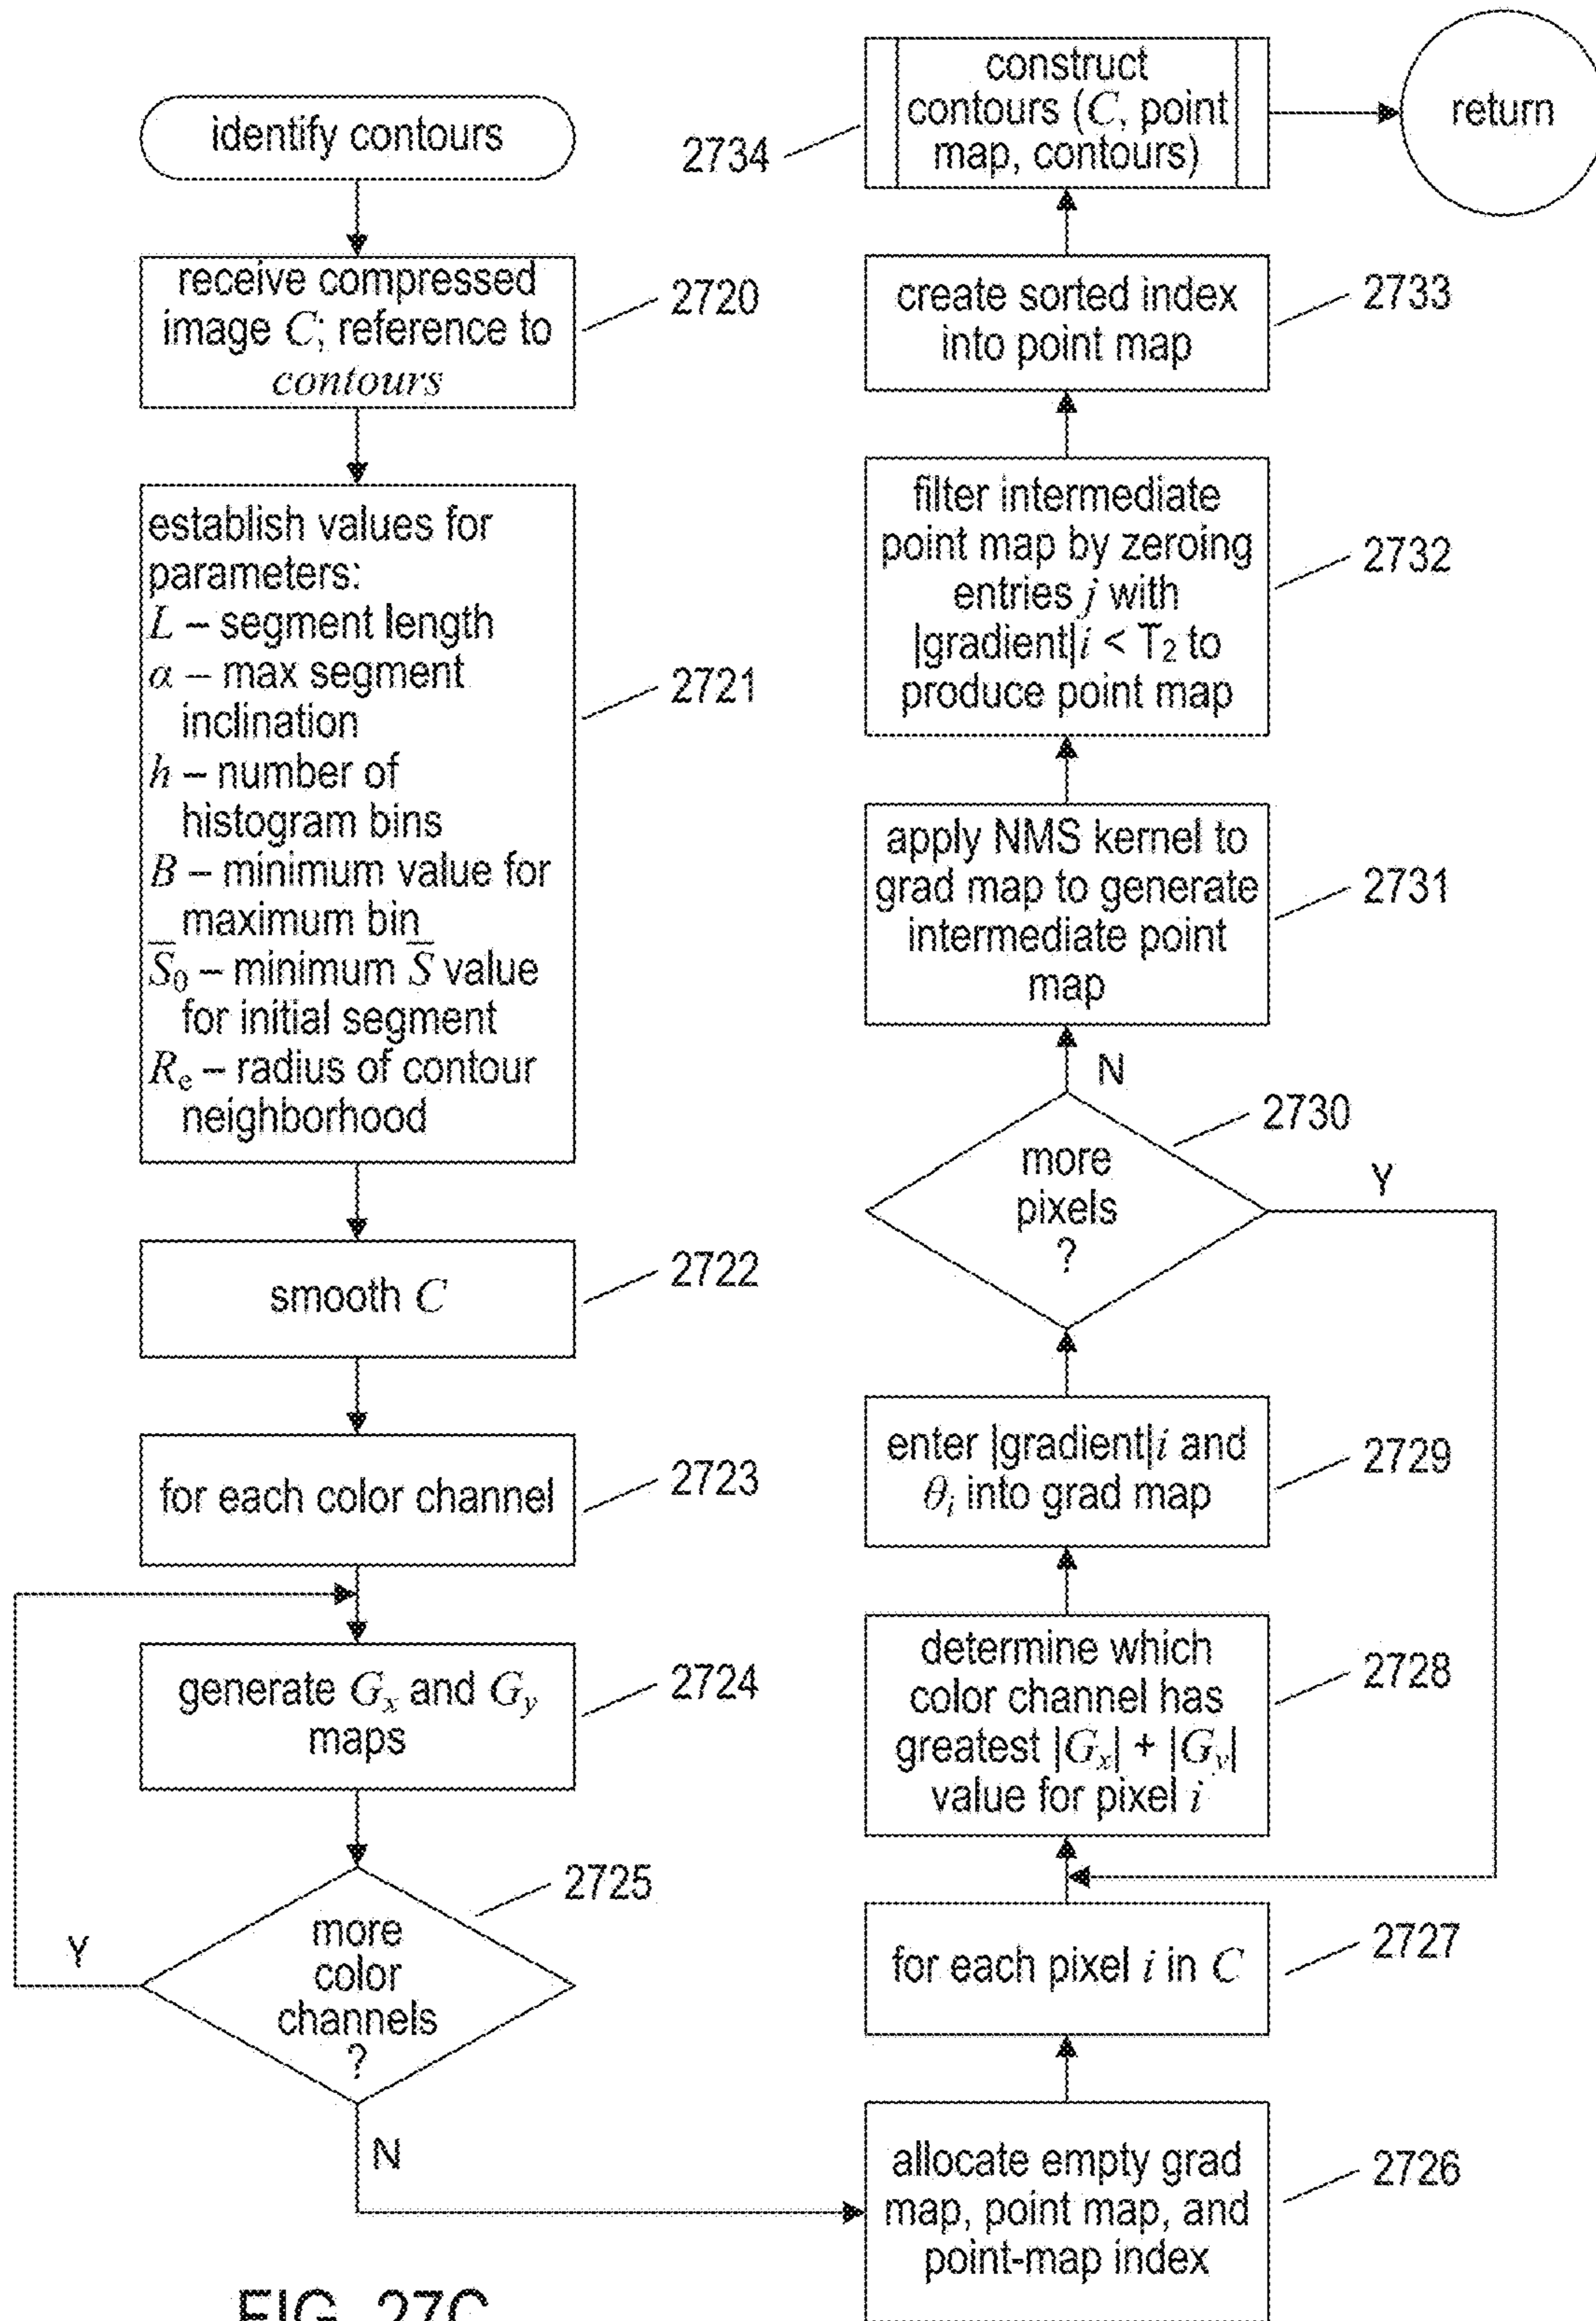 identify contours
receive compressed
image C; reference to
contours
2720
establish values for
parameters:
L – segment length
α – max segment
inclination
h – number of
histogram bins
B – minimum value for
maximum bin
S̅₀ – minimum S̅ value
for initial segment
Rₑ – radius of contour
neighborhood
2721
smooth C
2722
for each color channel
2723
generate Gₓ and G_y
maps
2724
more
color
channels
?
2725
Y
N
allocate empty grad
map, point map, and
point-map index
2726
for each pixel i in C
2727
determine which
color channel has
greatest |Gₓ| + |G_y|
value for pixel i
2728
enter |gradient|i and
θᵢ into grad map
2729
more
pixels
?
2730
Y
N
apply NMS kernel to
grad map to generate
intermediate point
map
2731
filter intermediate
point map by zeroing
entries j with
|gradient|i < T₂ to
produce point map
2732
create sorted index
into point map
2733
construct
contours (C, point
map, contours)
2734
return
FIG. 27C